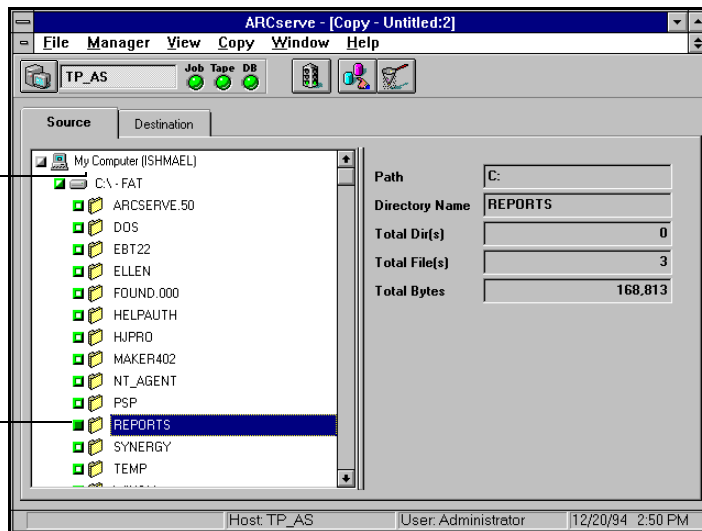 ARCserve - [Copy - Untitled:2]
File Manager View Copy Window Help
TP_AS
Job Tape DB
Source
Destination
My Computer (ISHMAEL)
C:\ - FAT
ARCSERVE.50
DOS
EBT22
ELLEN
FOUND.000
HELPAUTH
HJPRO
MAKER402
NT_AGENT
PSP
REPORTS
SYNERGY
TEMP
Path C:
Directory Name REPORTS
Total Dir(s) 0
Total File(s) 3
Total Bytes 168,813
Host: TP_AS User: Administrator 12/20/94 2:50 PM